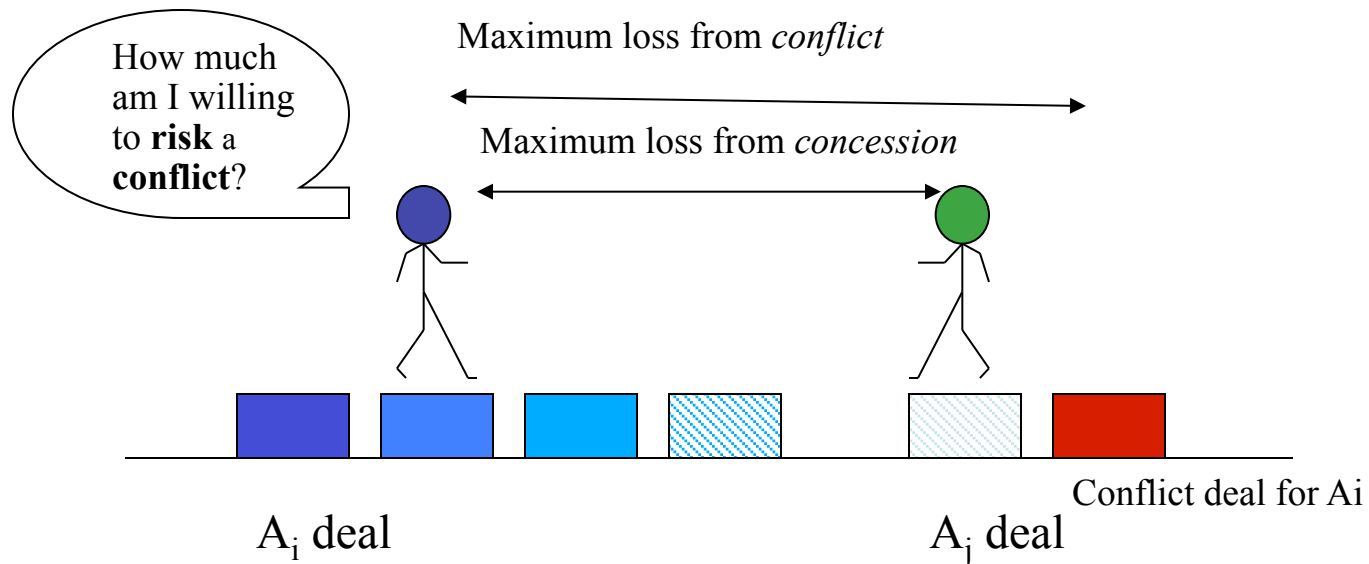 How much
am I willing
to risk a
conflict?
Maximum loss from conflict
Maximum loss from concession
Conflict deal for Ai
Ai deal
Aj deal